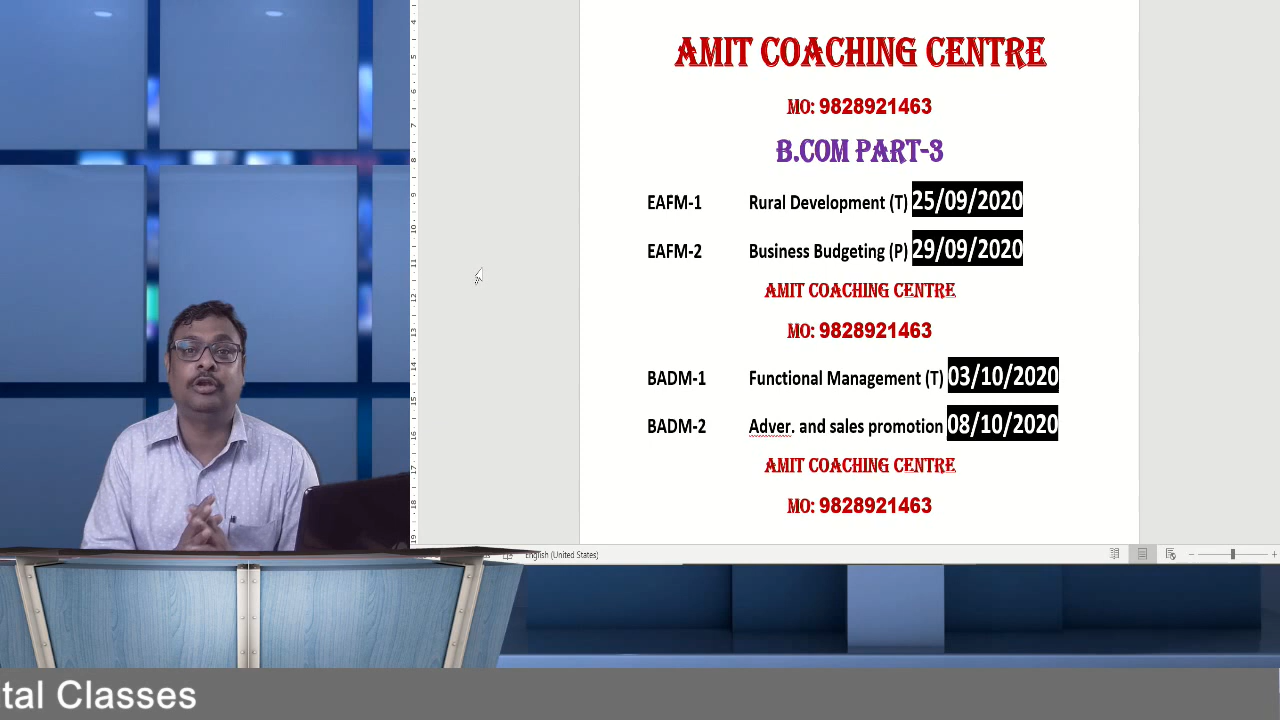 AMIT COACHING CENTRE
MO: 9828921463
B.COM PART-3
EAFM-1 Rural Development (T) 25/09/2020
EAFM-2 Business Budgeting (P) 29/09/2020
AMIT COACHING CENTRE
MO: 9828921463
BADM-1 Functional Management (T) 03/10/2020
BADM-2 Adver. and sales promotion 08/10/2020
AMIT COACHING CENTRE
MO: 9828921463
English (United States)
tal Classes